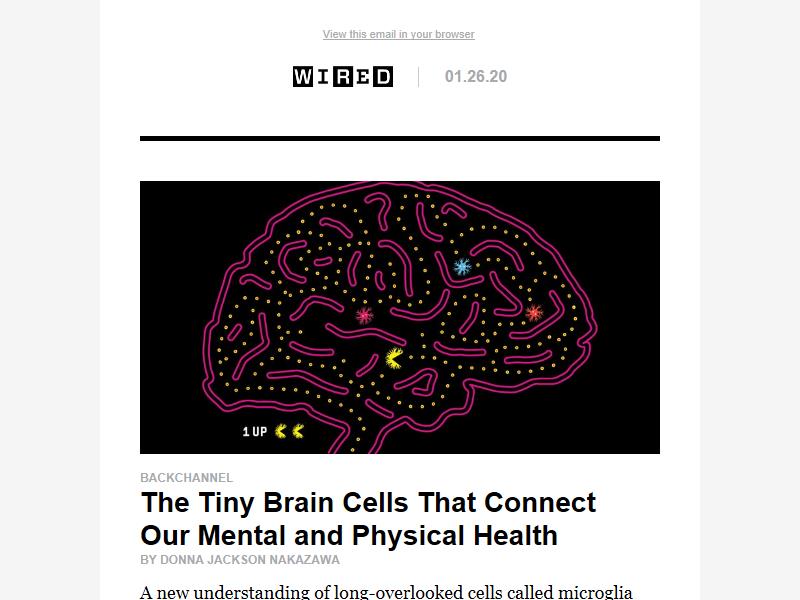 View this email in your browser
WIRED 01.26.20
1 UP
BACKCHANNEL
The Tiny Brain Cells That Connect
Our Mental and Physical Health
BY DONNA JACKSON NAKAZAWA
A new understanding of long-overlooked cells called microglia